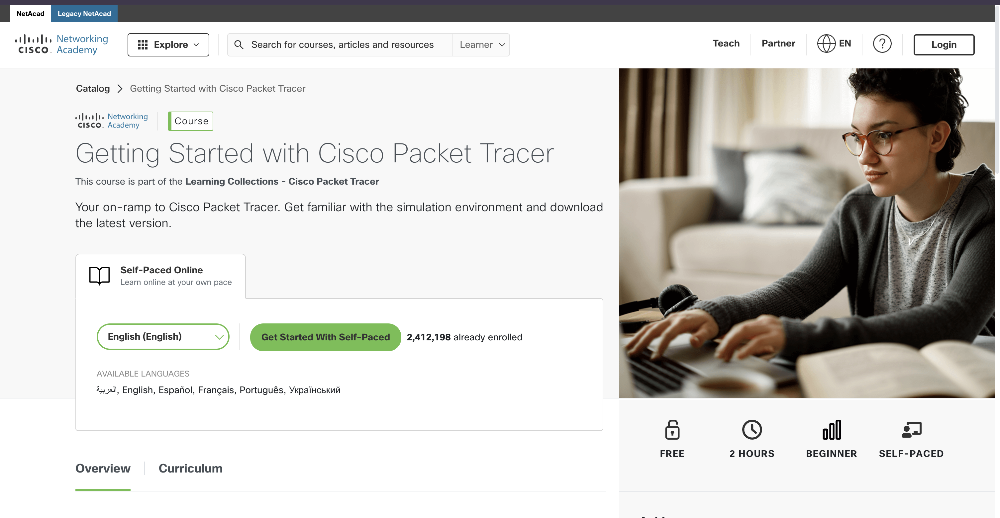 NetAcad
Legacy NetAcad
CISCO Networking Academy
Explore
Search for courses, articles and resources
Learner
Teach
Partner
EN
?
Login
Catalog > Getting Started with Cisco Packet Tracer
CISCO Networking Academy
Course
Getting Started with Cisco Packet Tracer
This course is part of the Learning Collections - Cisco Packet Tracer
Your on-ramp to Cisco Packet Tracer. Get familiar with the simulation environment and download
the latest version.
Self-Paced Online
Learn online at your own pace
English (English)
Get Started With Self-Paced
2,412,198 already enrolled
AVAILABLE LANGUAGES
العربية, English, Español, Français, Português, Український
FREE
2 HOURS
BEGINNER
SELF-PACED
Overview
Curriculum